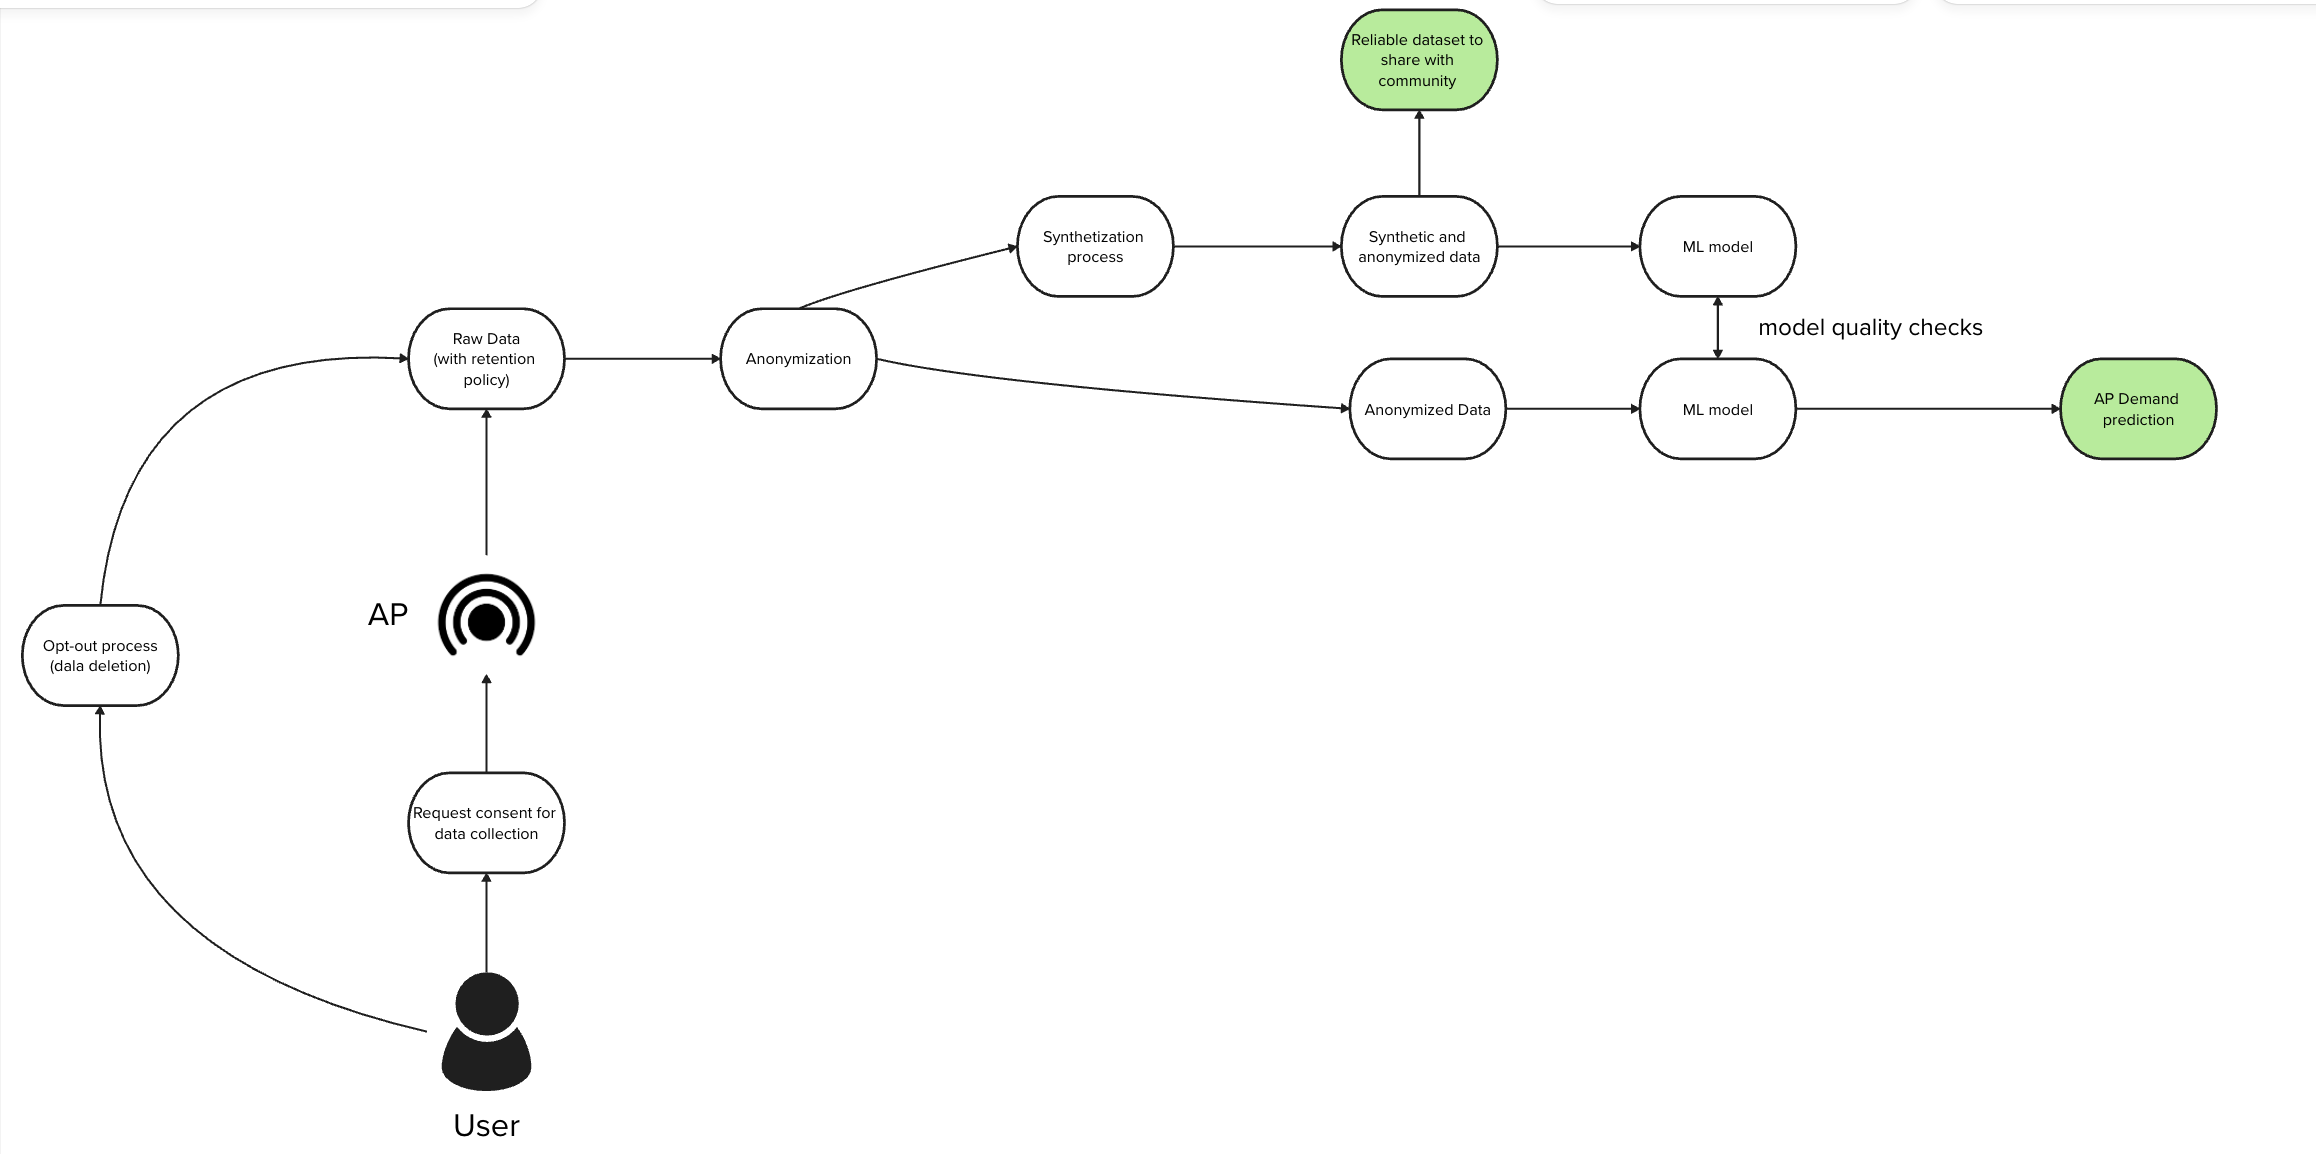 Reliable dataset to
share with
community
Synthetization
process
Synthetic and
anonymized data
ML model
model quality checks
Raw Data
(with retention
policy)
Anonymization
Anonymized Data
ML model
AP Demand
prediction
AP
Opt-out process
(dala deletion)
Request consent for
data collection
User